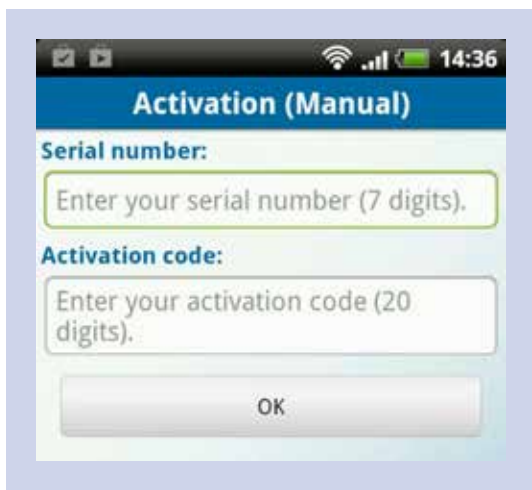 14:36
Activation (Manual)
Serial number:
Enter your serial number (7 digits).
Activation code:
Enter your activation code (20
digits).
OK